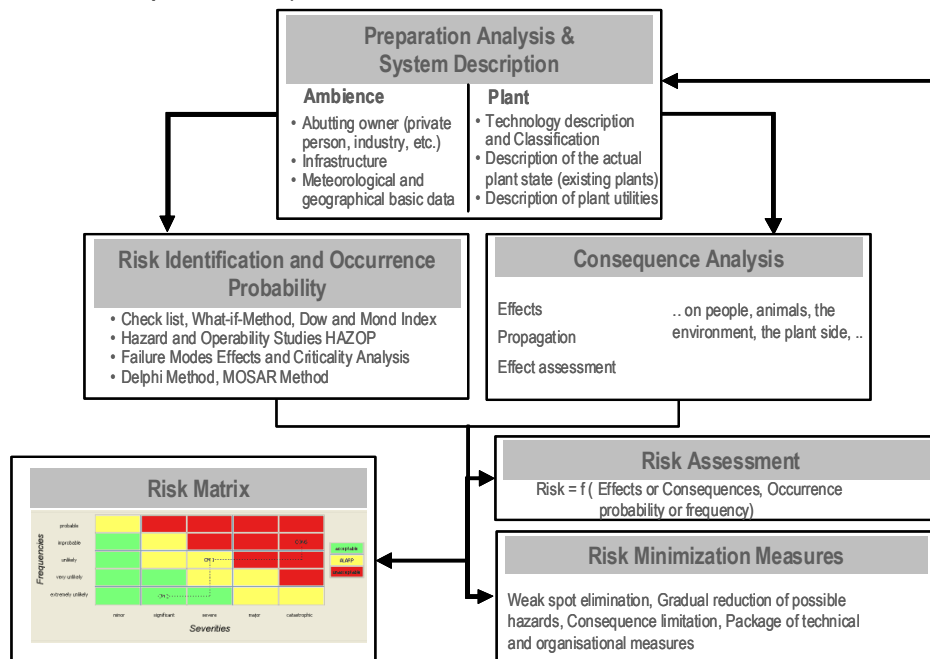 Preparation Analysis &
System Description
Ambience
• Abutting owner (private
person, industry, etc.)
• Infrastructure
• Meteorological and
geographical basic data
Plant
• Technology description
and Classification
• Description of the actual
plant state (existing plants)
• Description of plant utilities
Risk Identification and Occurrence
Probability
• Check list, What-if-Method, Dow and Mond Index
• Hazard and Operability Studies HAZOP
• Failure Modes Effects and Criticality Analysis
• Delphi Method, MOSAR Method
Consequence Analysis
Effects
Propagation
Effect assessment
.. on people, animals, the
environment, the plant side, ..
Risk Matrix
Frequencies
probable
improbable
unlikely
very unlikely
extremely unlikely
minor
significant
severe
major
catastrophic
Severities
acceptable
ALARP
Risk Assessment
Risk = f ( Effects or Consequences, Occurrence
probability or frequency)
Risk Minimization Measures
Weak spot elimination, Gradual reduction of possible
hazards, Consequence limitation, Package of technical
and organisational measures